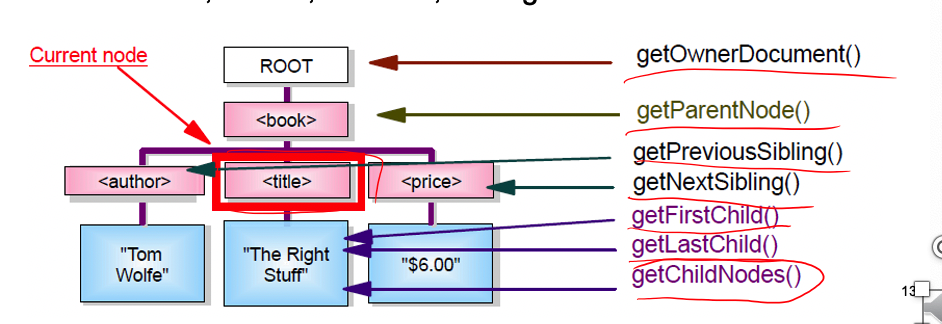 Current node
ROOT
getOwnerDocument()
<book>
getParentNode()
getPreviousSibling()
<author>
<title>
<price>
getNextSibling()
getFirstChild()
"Tom
Wolfe"
"The Right
Stuff"
"$6.00"
getLastChild()
getChildNodes()
13